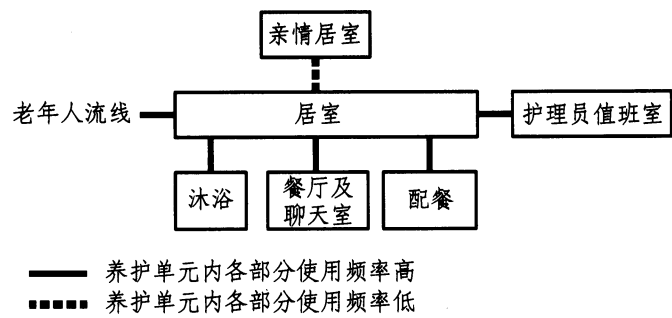 亲情居室
老年人流线
居室
护理员值班室
沐浴
餐厅及
聊天室
配餐
养护单元内各部分使用频率高
养护单元内各部分使用频率低